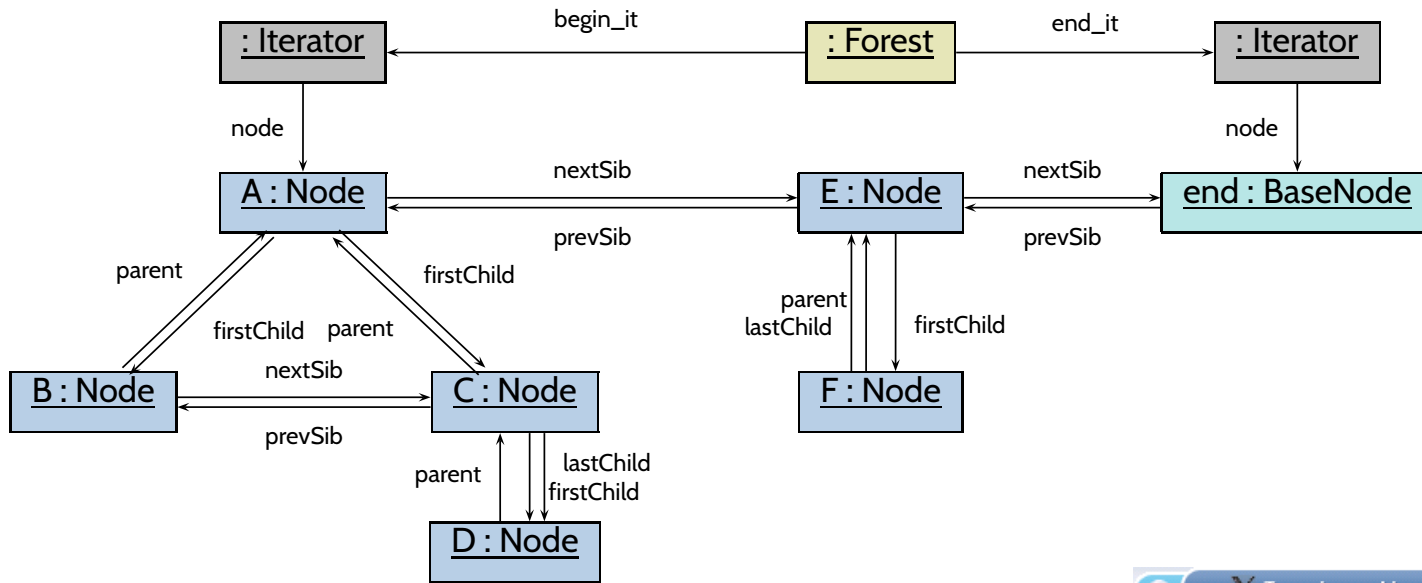 begin_it
end_it
: Iterator
: Forest
: Iterator
node
node
nextSib
nextSib
A : Node
E : Node
end : BaseNode
prevSib
prevSib
parent
firstChild
parent
lastChild
firstChild
firstChild
parent
nextSib
B : Node
C : Node
F : Node
prevSib
parent
lastChild
firstChild
D : Node